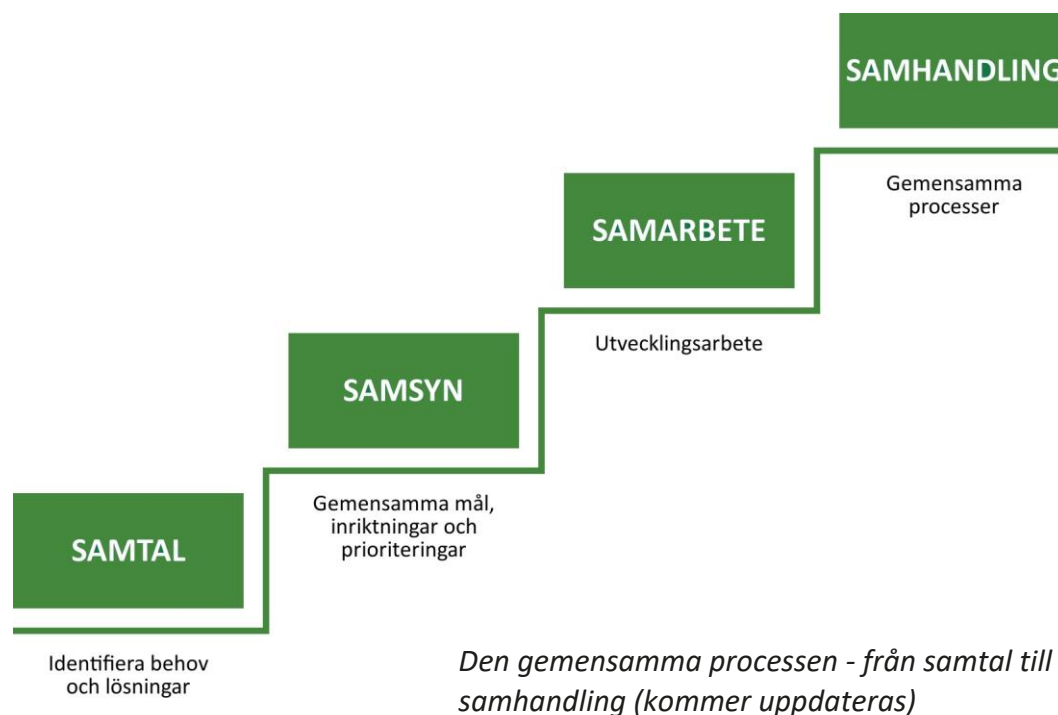 SAMHANDLING
Gemensamma
processer
SAMARBETE
Utvecklingsarbete
SAMSYN
Gemensamma mål,
inriktningar och
prioriteringar
SAMTAL
Identifiera behov
och lösningar
Den gemensamma processen - från samtal till
samhandling (kommer uppdateras)